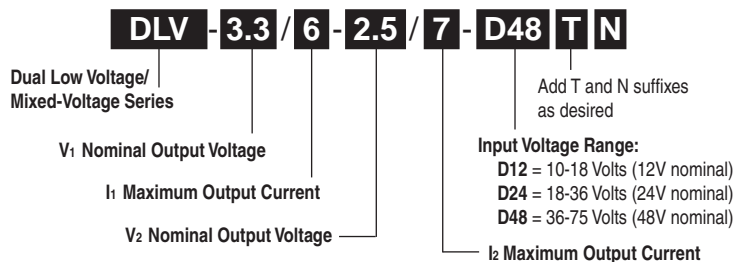 DLV - 3.3 / 6 - 2.5 / 7 - D48 T N
Dual Low Voltage/
Mixed-Voltage Series
Add T and N suffixes
as desired
V1 Nominal Output Voltage
Input Voltage Range:
D12 = 10-18 Volts (12V nominal)
D24 = 18-36 Volts (24V nominal)
D48 = 36-75 Volts (48V nominal)
I1 Maximum Output Current
V2 Nominal Output Voltage
I2 Maximum Output Current